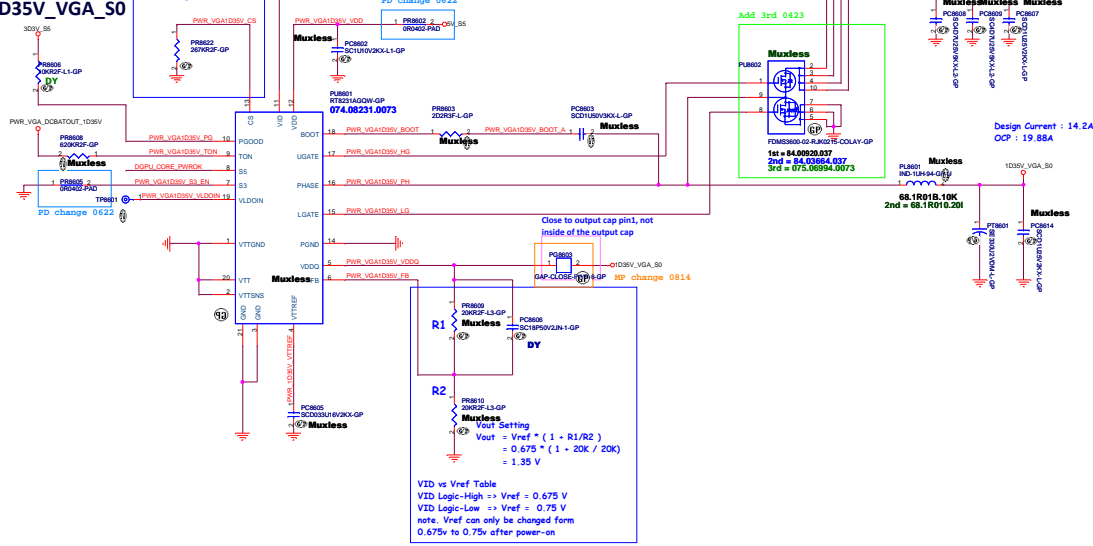 D35V_VGA_S0
3D3V_S5
PWR_VGA1D35V_CS
PR8622
267KR2F-GP
PWR_VGA1D35V_VDD
PD change 0622
PR8602
0R0402-PAD
5V_S5
Muxless
PC8602
SC1U10V2KX-L1-GP
Add 3rd 0423
Muxless
PU8602
FDMS3600-02-RJK0215-COLAY-GP
1st = 84.00920.037
2nd = 84.03664.037
3rd = 075.06994.0073
PC8608
PC8609
PC8607
Design Current : 14.2A
OCP : 19.88A
PR8606
DY
PWR_VGA_DCBATOUT_1D35V
PR8608
620KR2F-GP
Muxless
PWR_VGA1D35V_PG
PWR_VGA1D35V_TON
DGPU_CORE_PWROK
PWR_VGA1D35V_S3_EN
PWR_VGA1D35V_VLDOIN
PR8605
0R0402-PAD
TP8601
PD change 0622
PU8601
RT8231AGQW-GP
074.08231.0073
CS
VID
VDD
PGOOD
TON
S5
S3
VLDOIN
VTTGND
VTT
VTTSNS
GND
GND
VTTREF
BOOT
UGATE
PHASE
LGATE
PGND
VDDQ
FB
Muxless
PWR_VGA1D35V_BOOT
PR8603
2D2R3F-L-GP
Muxless
PWR_VGA1D35V_BOOT_A
PC8603
SCD1U50V3KX-L-GP
PWR_VGA1D35V_HG
PWR_VGA1D35V_PH
PWR_VGA1D35V_LG
PWR_VGA1D35V_VDDQ
PWR_VGA1D35V_FB
Close to output cap pin1, not
inside of the output cap
PG8603
1D35V_VGA_S0
MP change 0814
PL8601
Muxless
68.1R01B.10K
2nd = 68.1R010.20I
1D35V_VGA_S0
PT8601
Muxless
PC8614
R1
PR8609
20KR2F-L3-GP
Muxless
PC8606
SC18P50V2JN-1-GP
DY
R2
PR8610
20KR2F-L3-GP
Muxless
PWR_1D35V_VTTREF
PC8605
SCD033U16V2KX-GP
Muxless
Vout Setting
Vout = Vref * ( 1 + R1/R2 )
= 0.675 * ( 1 + 20K / 20K)
= 1.35 V
VID vs Vref Table
VID Logic-High => Vref = 0.675 V
VID Logic-Low => Vref = 0.75 V
note. Vref can only be changed form
0.675v to 0.75v after power-on